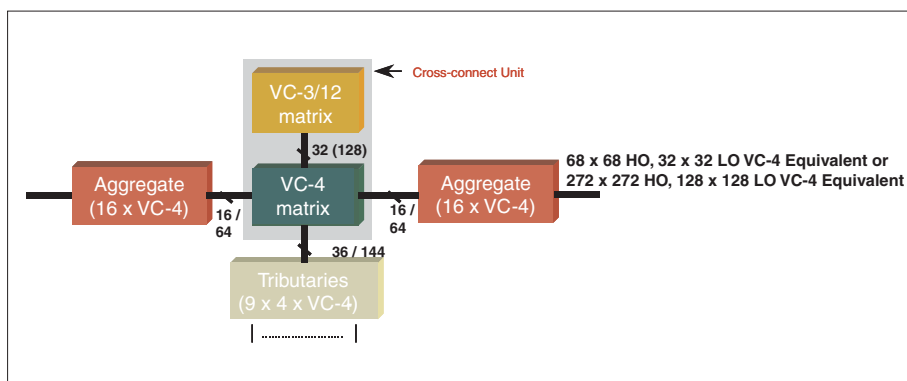 Cross-connect Unit
VC-3/12
matrix
32 (128)
68 x 68 HO, 32 x 32 LO VC-4 Equivalent or
272 x 272 HO, 128 x 128 LO VC-4 Equivalent
Aggregate
(16 x VC-4)
VC-4
matrix
Aggregate
(16 x VC-4)
16 /
64
16 /
64
36 / 144
Tributaries
(9 x 4 x VC-4)